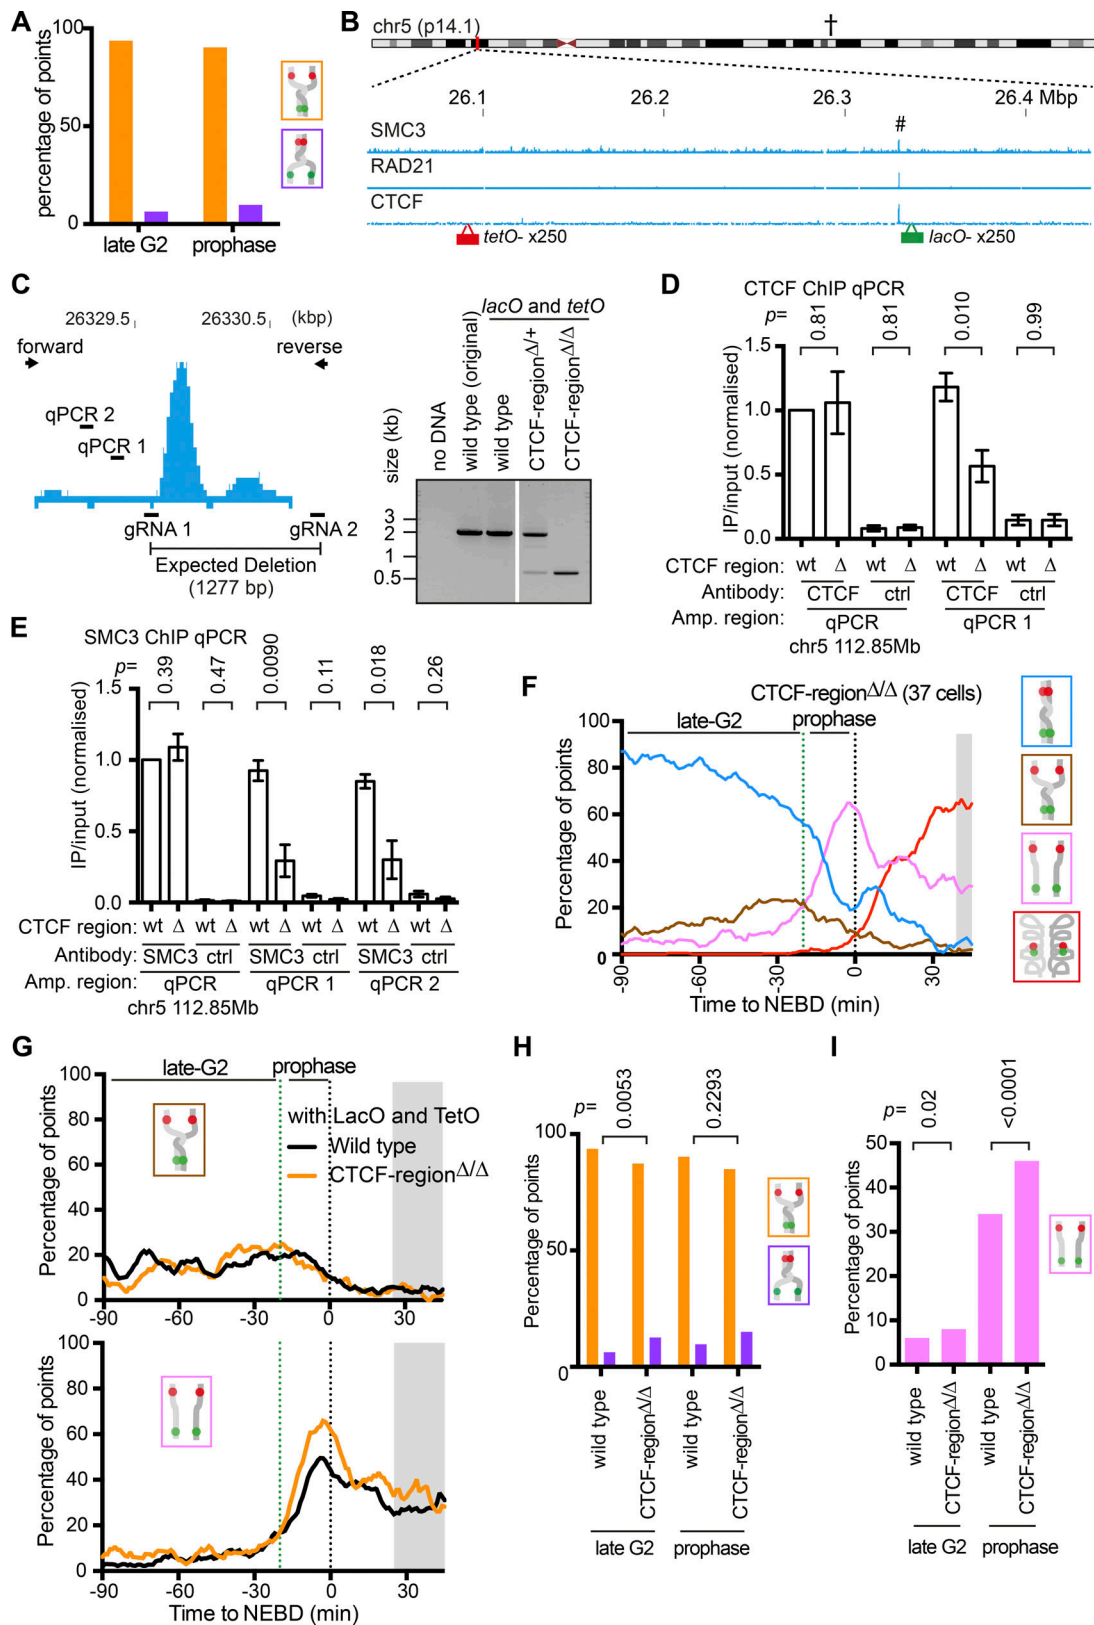 A
percentage of points
100
50
0
late G2
prophase
B
chr5 (p14.1)
†
26.1
26.2
26.3
26.4 Mbp
SMC3
#
RAD21
CTCF
tetO- x250
lacO- x250
C
26329.5
26330.5
(kbp)
forward
reverse
qPCR 2
qPCR 1
gRNA 1
gRNA 2
Expected Deletion
(1277 bp)
lacO and tetO
size (kb)
no DNA
wild type (original)
wild type
CTCF-regionΔ/+
CTCF-regionΔ/Δ
3
2
1
0.5
D
CTCF ChIP qPCR
p=
0.81
0.81
0.010
0.99
IP/input (normalised)
1.5
1.0
0.5
0.0
CTCF region: wt Δ wt Δ wt Δ wt Δ
Antibody: CTCF ctrl CTCF ctrl
Amp. region: qPCR qPCR 1
chr5 112.85Mb
E
SMC3 ChIP qPCR
p=
0.39
0.47
0.0090
0.11
0.018
0.26
IP/input (normalised)
1.5
1.0
0.5
0.0
CTCF region: wt Δ wt Δ wt Δ wt Δ wt Δ wt Δ
Antibody: SMC3 ctrl SMC3 ctrl SMC3 ctrl
Amp. region: qPCR qPCR 1 qPCR 2
chr5 112.85Mb
F
CTCF-regionΔ/Δ (37 cells)
late-G2
prophase
Percentage of points
100
80
60
40
20
0
-90
-60
-30
0
30
Time to NEBD (min)
G
late-G2
prophase
with LacO and TetO
Wild type
CTCF-regionΔ/Δ
Percentage of points
100
80
60
40
20
0
-90
-60
-30
0
30
Percentage of points
100
80
60
40
20
0
-90
-60
-30
0
30
Time to NEBD (min)
H
p=
0.0053
0.2293
Percentage of points
100
50
0
wild type
CTCF-regionΔ/Δ
wild type
CTCF-regionΔ/Δ
late G2
prophase
I
p=
0.02
<0.0001
Percentage of points
50
40
30
20
10
0
wild type
CTCF-regionΔ/Δ
wild type
CTCF-regionΔ/Δ
late G2
prophase